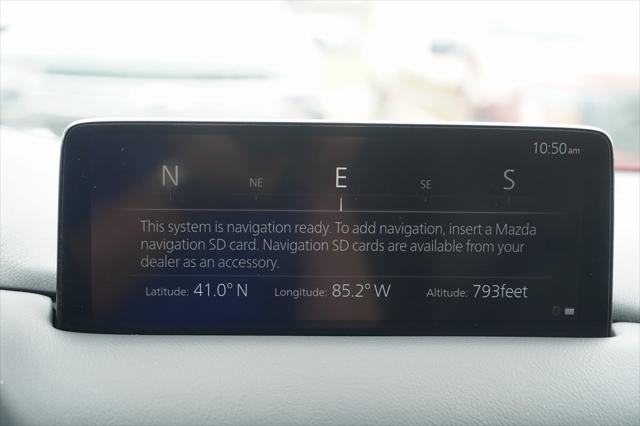 10:50am
N NE E SE S
This system is navigation ready. To add navigation, insert a Mazda
navigation SD card. Navigation SD cards are available from your
dealer as an accessory.
Latitude: 41.0° N Longitude: 85.2° W Altitude: 793feet